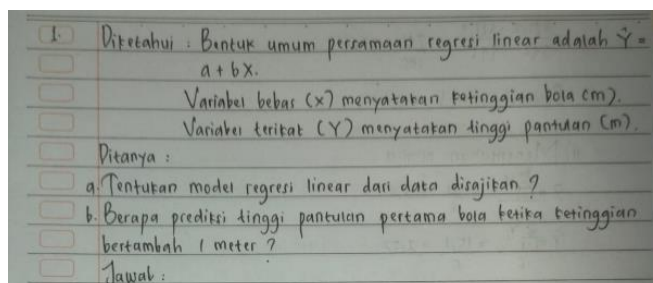 1. Diketahui : Bentuk umum persamaan regresi linear adalah Ŷ =
a + bX.
Variabel bebas (X) menyatakan ketinggian bola (m).
Variabel terikat (Y) menyatakan tinggi pantulan (m).
Ditanya :
a. Tentukan model regresi linear dari data disajikan ?
b. Berapa prediksi tinggi pantulan pertama bola ketika ketinggian
bertambah 1 meter ?
Jawab :